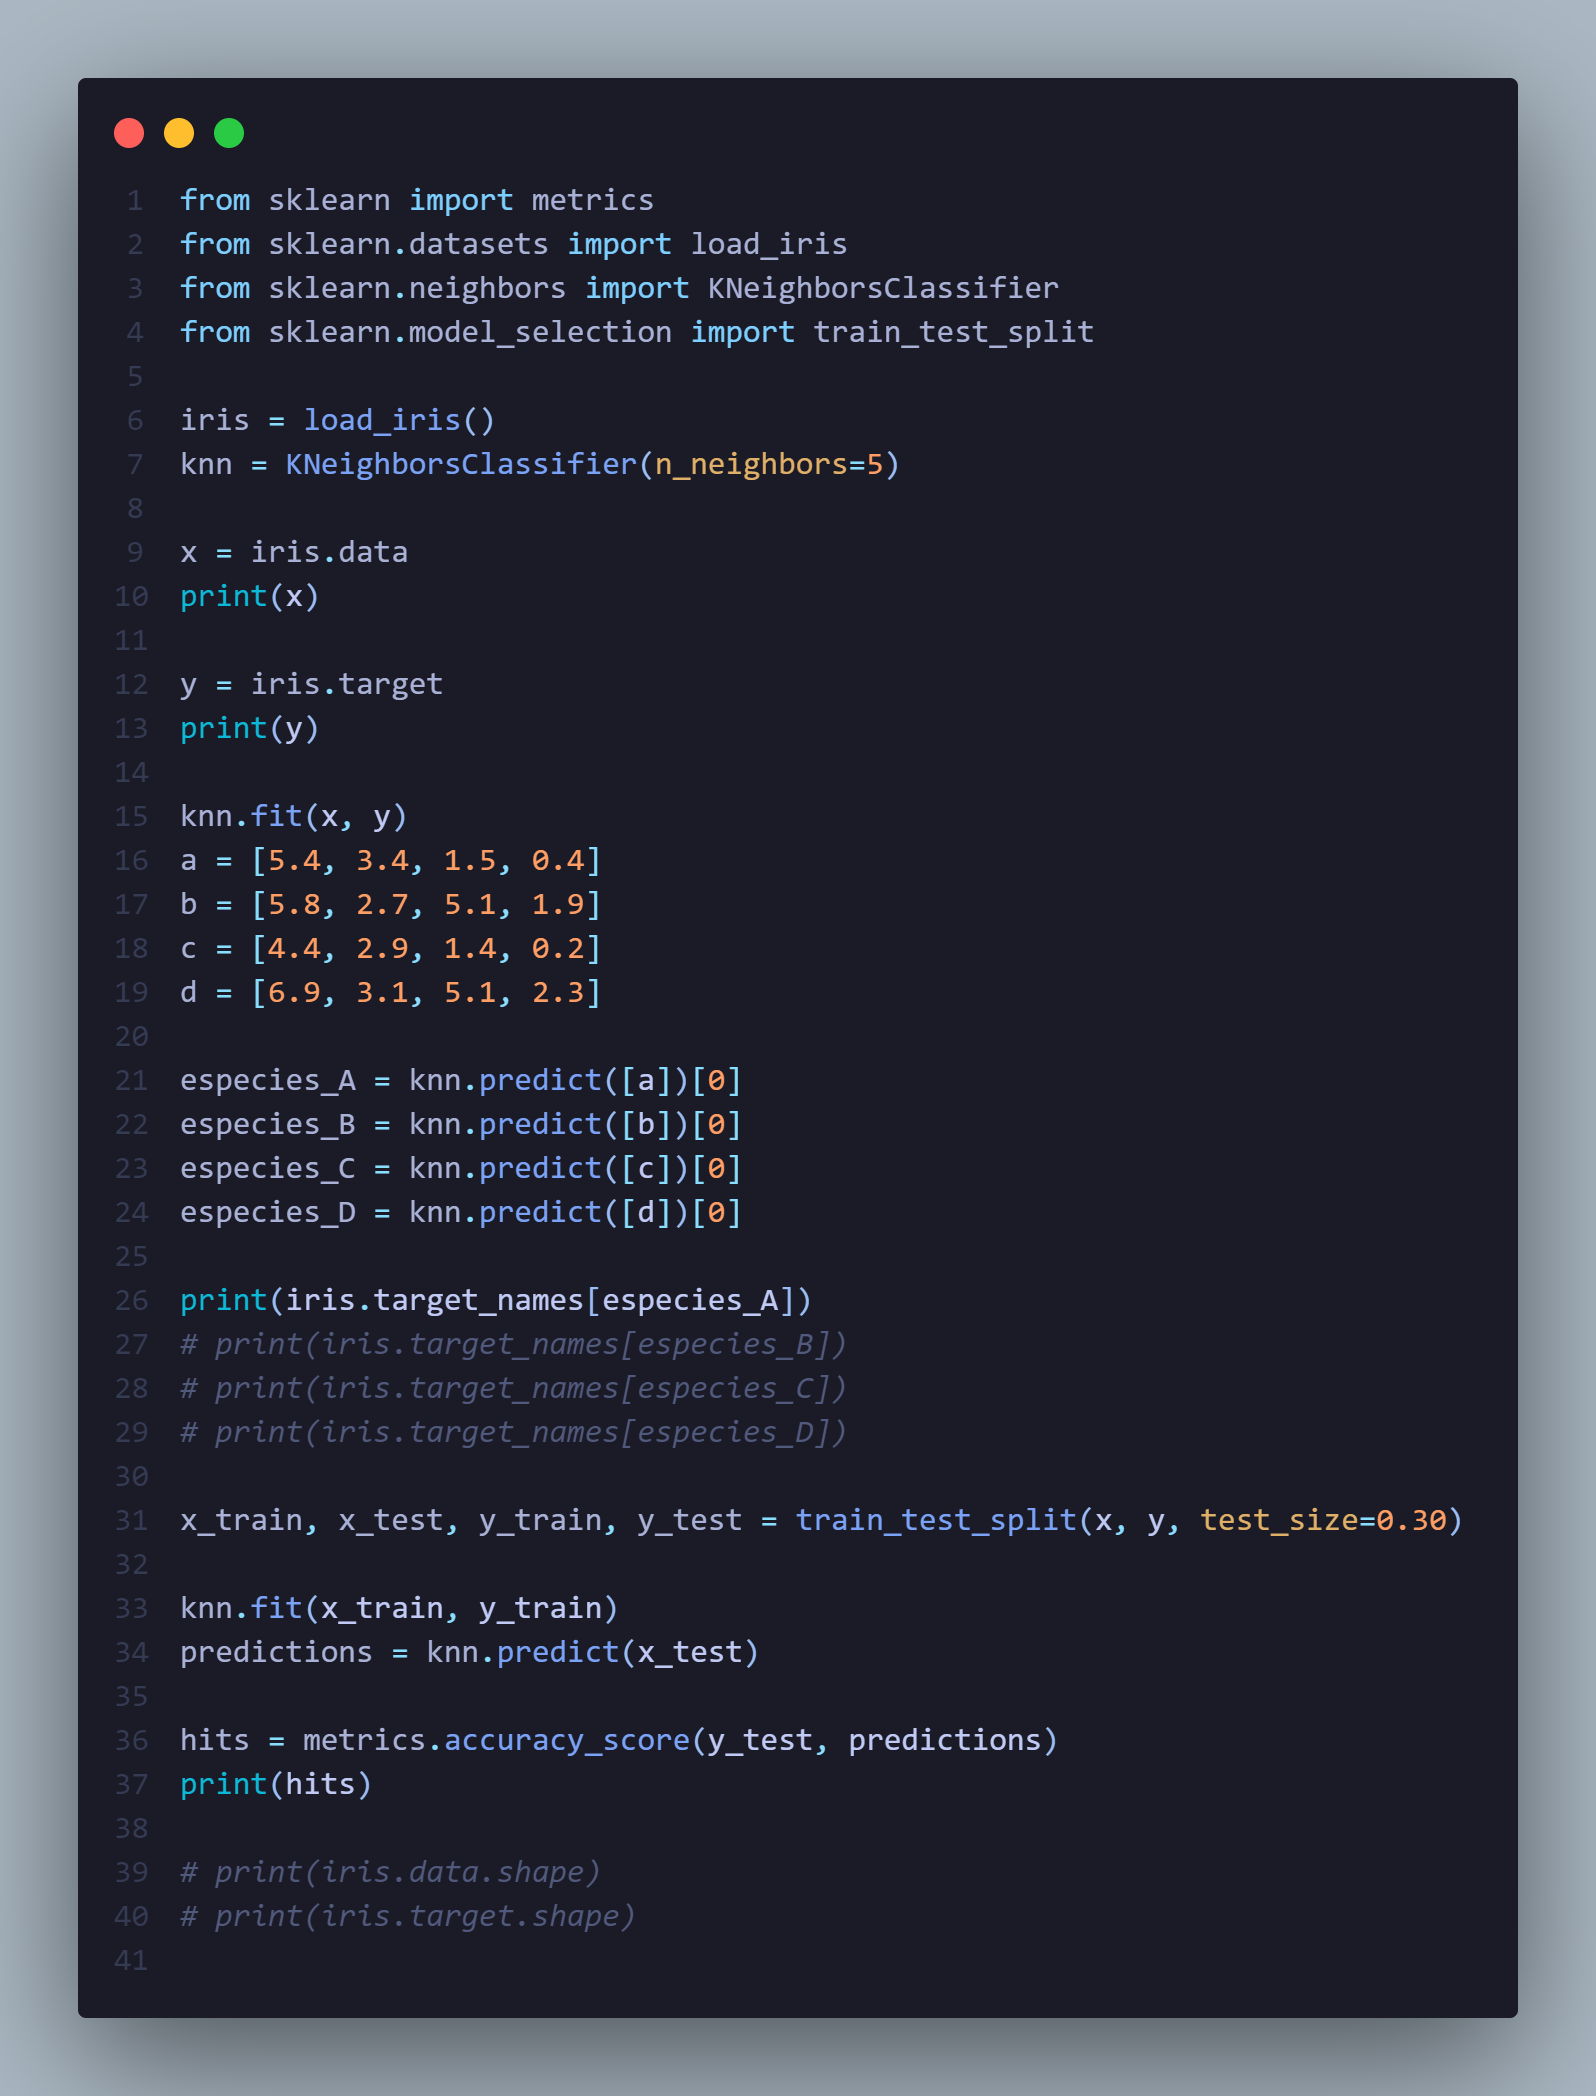 1 from sklearn import metrics
2 from sklearn.datasets import load_iris
3 from sklearn.neighbors import KNeighborsClassifier
4 from sklearn.model_selection import train_test_split
5
6 iris = load_iris()
7 knn = KNeighborsClassifier(n_neighbors=5)
8
9 x = iris.data
10 print(x)
11
12 y = iris.target
13 print(y)
14
15 knn.fit(x, y)
16 a = [5.4, 3.4, 1.5, 0.4]
17 b = [5.8, 2.7, 5.1, 1.9]
18 c = [4.4, 2.9, 1.4, 0.2]
19 d = [6.9, 3.1, 5.1, 2.3]
20
21 especies_A = knn.predict([a])[0]
22 especies_B = knn.predict([b])[0]
23 especies_C = knn.predict([c])[0]
24 especies_D = knn.predict([d])[0]
25
26 print(iris.target_names[especies_A])
27 # print(iris.target_names[especies_B])
28 # print(iris.target_names[especies_C])
29 # print(iris.target_names[especies_D])
30
31 x_train, x_test, y_train, y_test = train_test_split(x, y, test_size=0.30)
32
33 knn.fit(x_train, y_train)
34 predictions = knn.predict(x_test)
35
36 hits = metrics.accuracy_score(y_test, predictions)
37 print(hits)
38
39 # print(iris.data.shape)
40 # print(iris.target.shape)
41